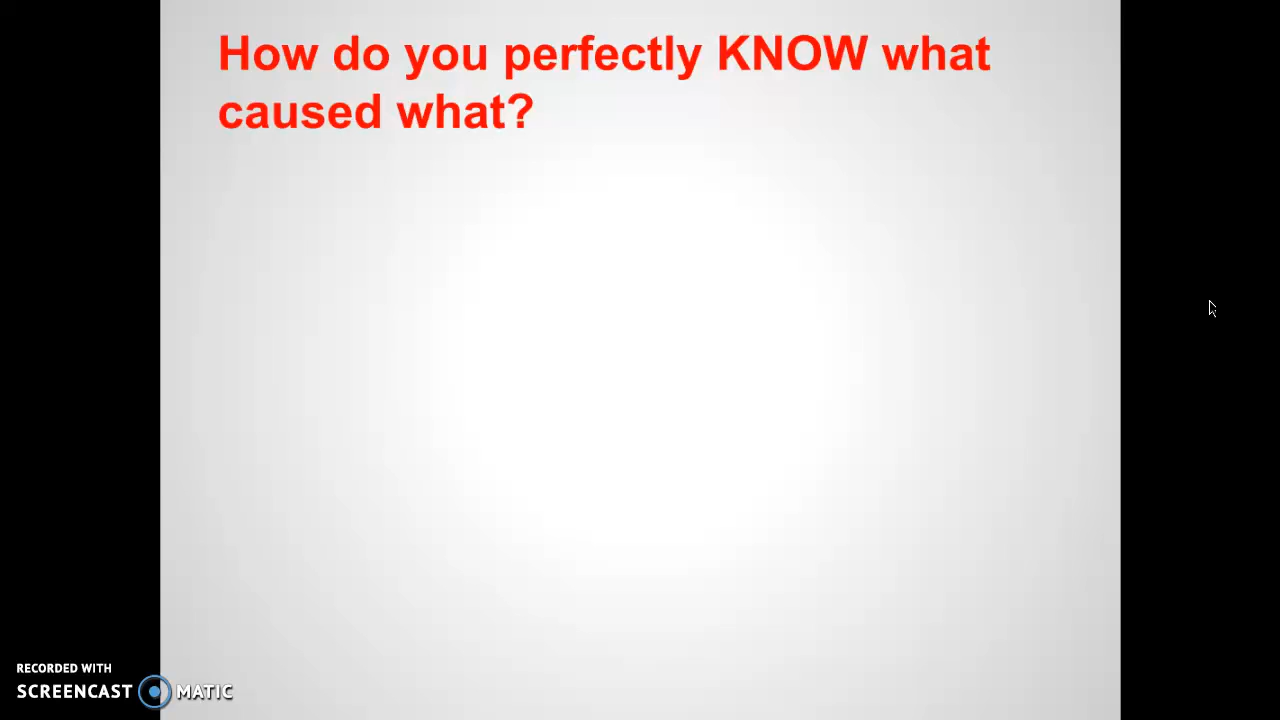 How do you perfectly KNOW what
caused what?
RECORDED WITH
SCREENCAST MATIC